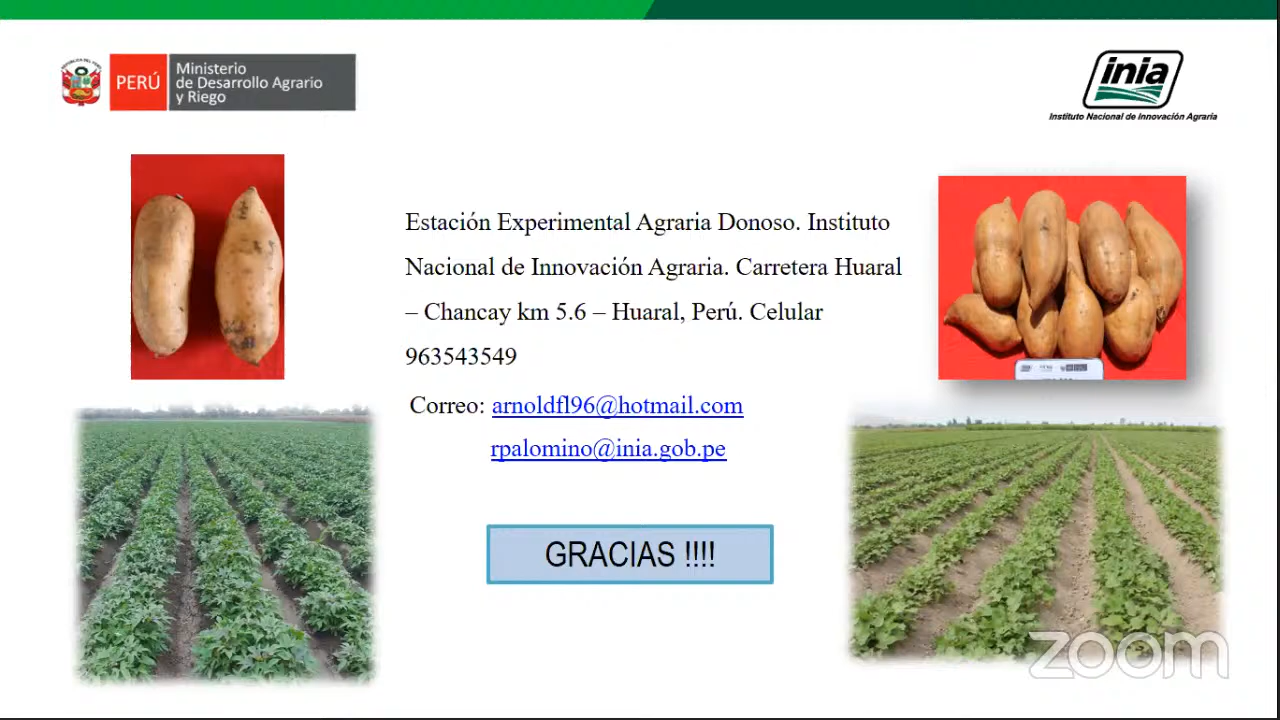 PERÚ
Ministerio
de Desarrollo Agrario
y Riego
inia
Instituto Nacional de Innovación Agraria
Estación Experimental Agraria Donoso. Instituto
Nacional de Innovación Agraria. Carretera Huaral
– Chancay km 5.6 – Huaral, Perú. Celular
963543549
Correo: arnoldfl96@hotmail.com
rpalomino@inia.gob.pe
GRACIAS !!!!
zoom